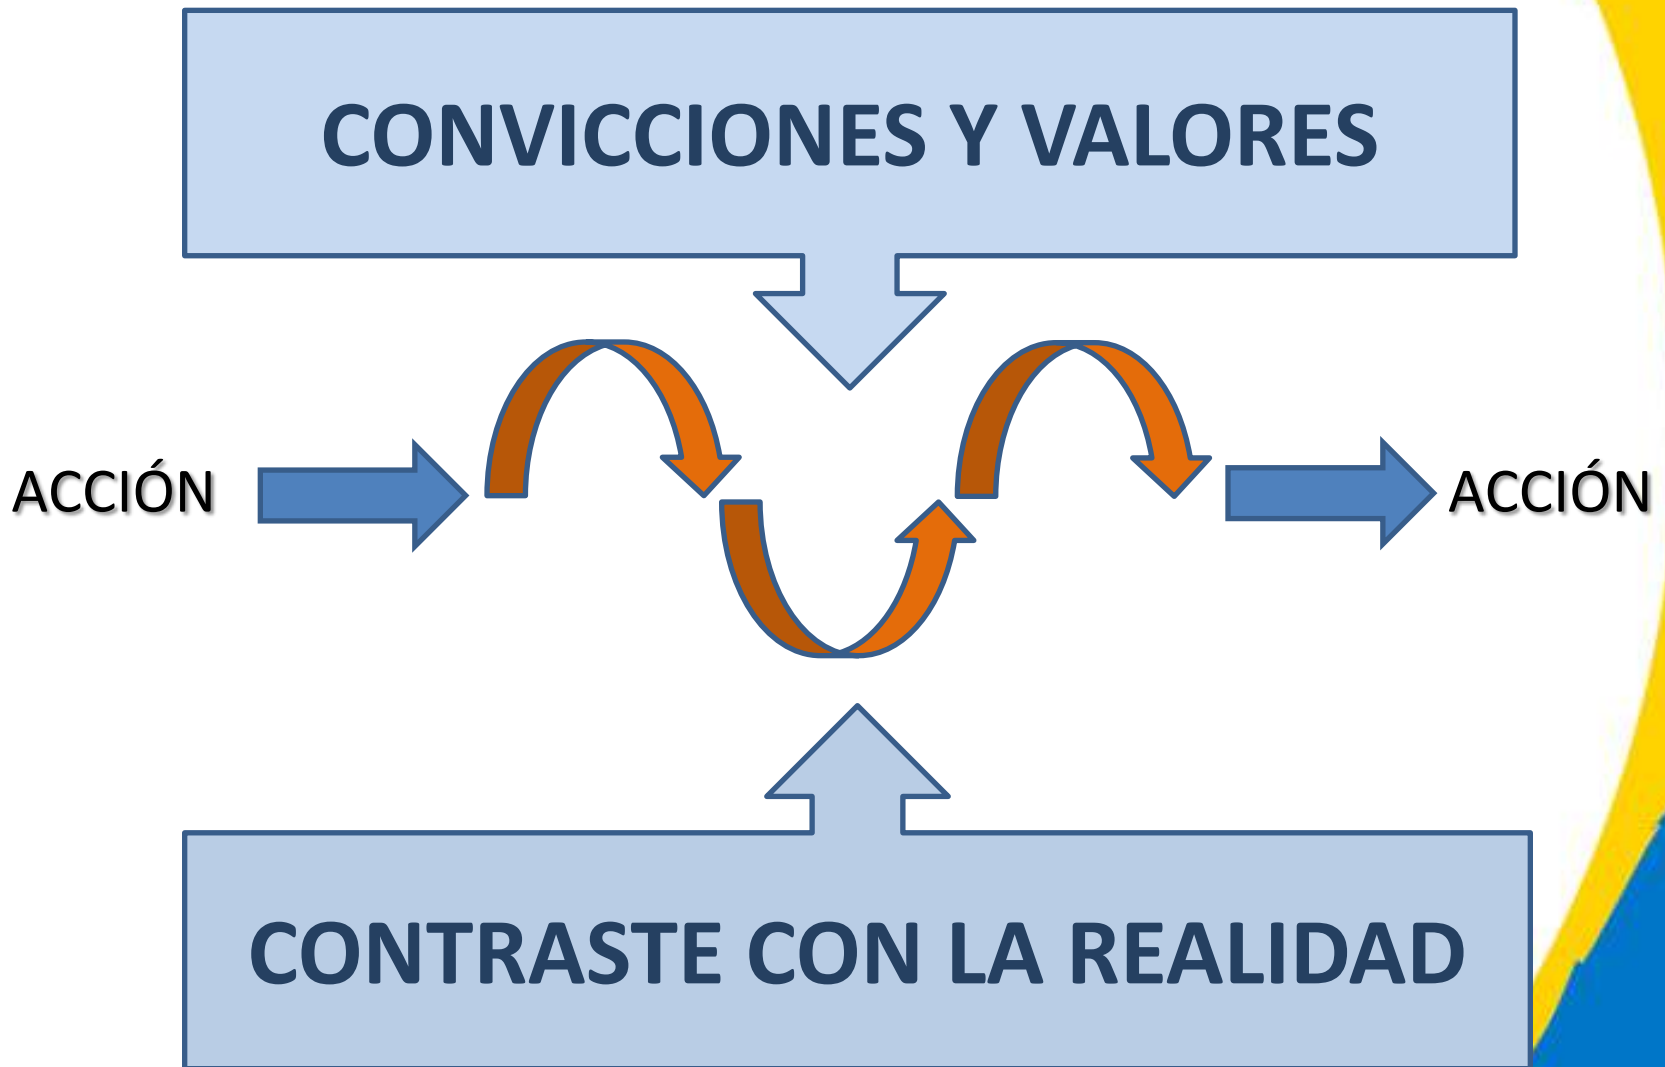 CONVICCIONES Y VALORES
ACCIÓN
ACCIÓN
CONTRASTE CON LA REALIDAD